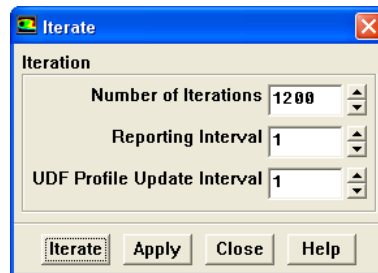 Iterate
Iteration
Number of Iterations 1200
Reporting Interval 1
UDF Profile Update Interval 1
Iterate Apply Close Help